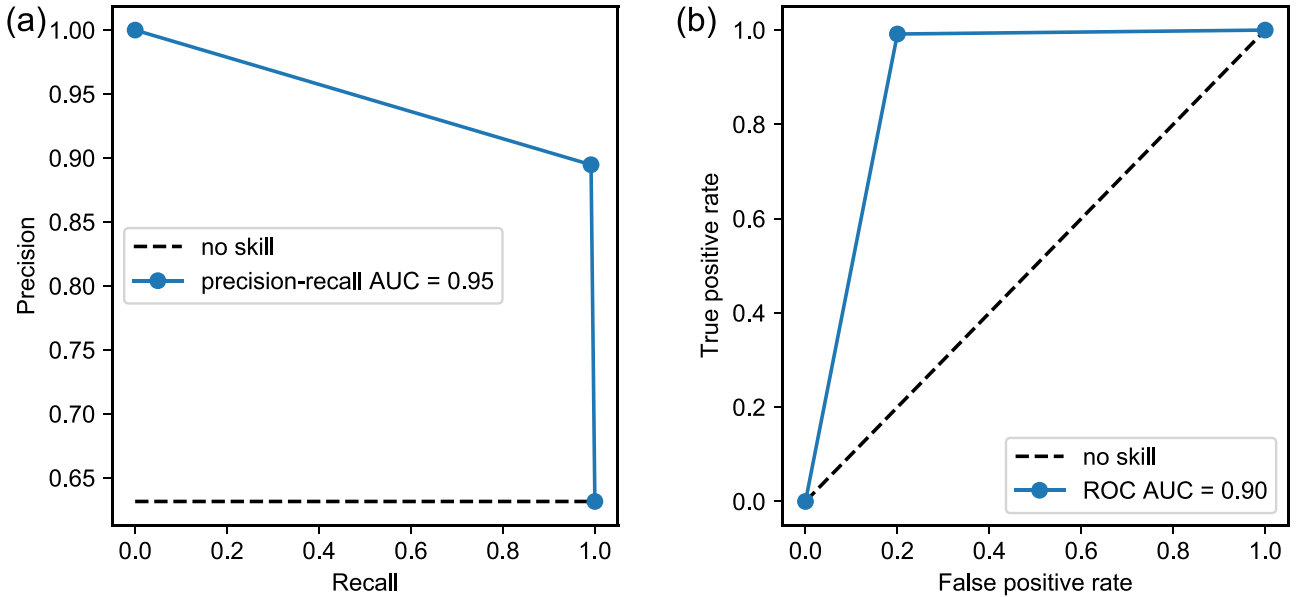 (a)
1.00
0.95
0.90
0.85
0.80
0.75
0.70
0.65
Precision
no skill
precision-recall AUC = 0.95
0.0 0.2 0.4 0.6 0.8 1.0
Recall
(b)
1.0
0.8
0.6
0.4
0.2
0.0
True positive rate
no skill
ROC AUC = 0.90
0.0 0.2 0.4 0.6 0.8 1.0
False positive rate